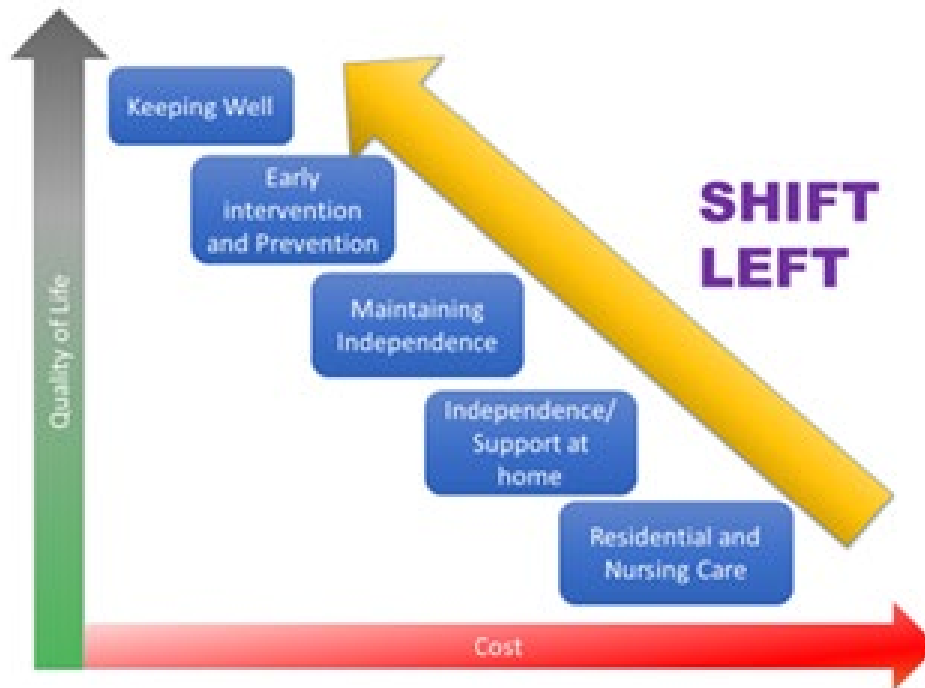 Keeping Well
Early
intervention
and Prevention
SHIFT
LEFT
Maintaining
Independence
Quality of Life
Independence/
Support at
home
Residential and
Nursing Care
Cost